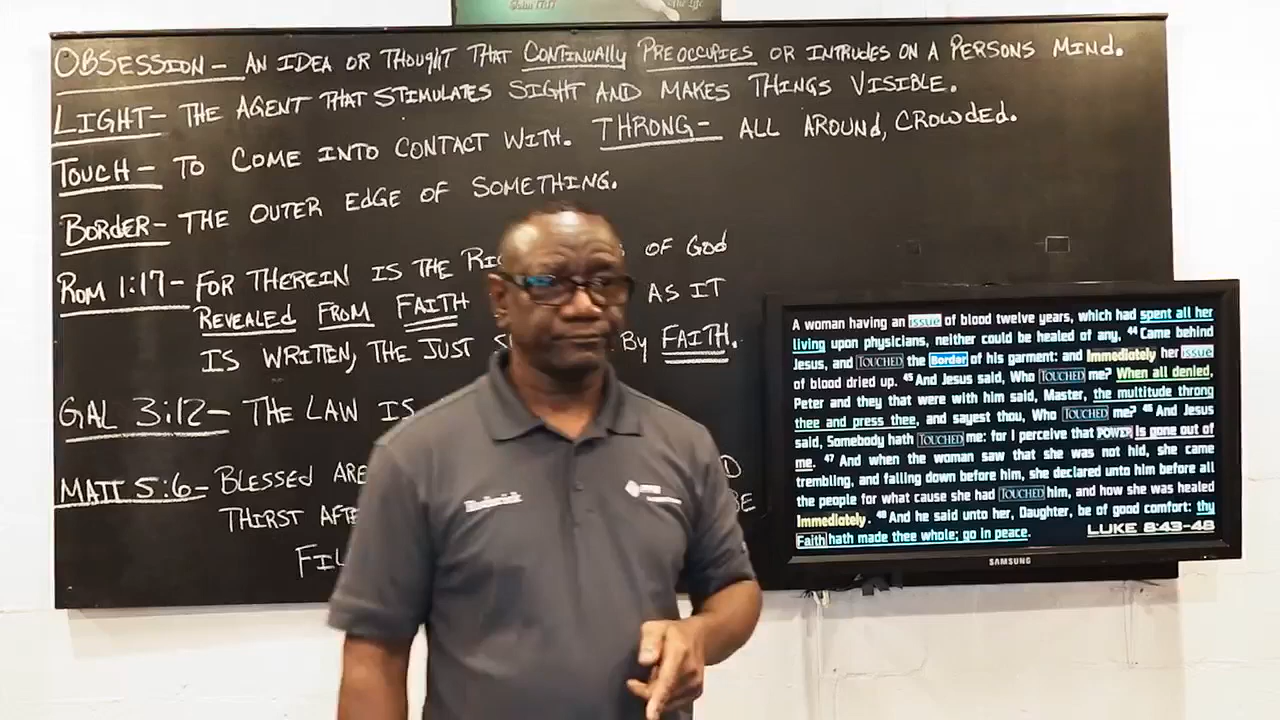 John 17:17
The Life
OBSESSION - AN IDEA OR THOUGHT THAT CONTINUALLY PREOCCUPIES OR INTRUDES ON A PERSONS MIND.
LIGHT - THE AGENT THAT STIMULATES SIGHT AND MAKES THINGS VISIBLE.
TOUCH - TO COME INTO CONTACT WITH. THRONG - ALL AROUND, CROWDED.
BORDER - THE OUTER EDGE OF SOMETHING.
ROM 1:17 - FOR THEREIN IS THE OF GOD
REVEALED FROM FAITH AS IT
IS WRITTEN, THE JUST BY FAITH.
GAL 3:12 - THE LAW IS
MATT 5:6 - BLESSED ARE
THIRST BE
A woman having an issue of blood twelve years, which had spent all her
living upon physicians, neither could be healed of any, 44 Came behind
Jesus, and TOUCHED the Border of his garment: and Immediately her issue
of blood dried up. 45 And Jesus said, Who TOUCHED me? When all denied,
Peter and they that were with him said, Master, the multitude throng
thee and press thee, and sayest thou, Who TOUCHED me? 46 And Jesus
said, Somebody hath TOUCHED me: for I perceive that POWER is gone out of
me. 47 And when the woman saw that she was not hid, she came
trembling, and falling down before him, she declared unto him before all
the people for what cause she had TOUCHED him, and how she was healed
Immediately. 48 And he said unto her, Daughter, be of good comfort: thy
Faith hath made thee whole; go in peace. LUKE 8:43-48
SAMSUNG
Roderick